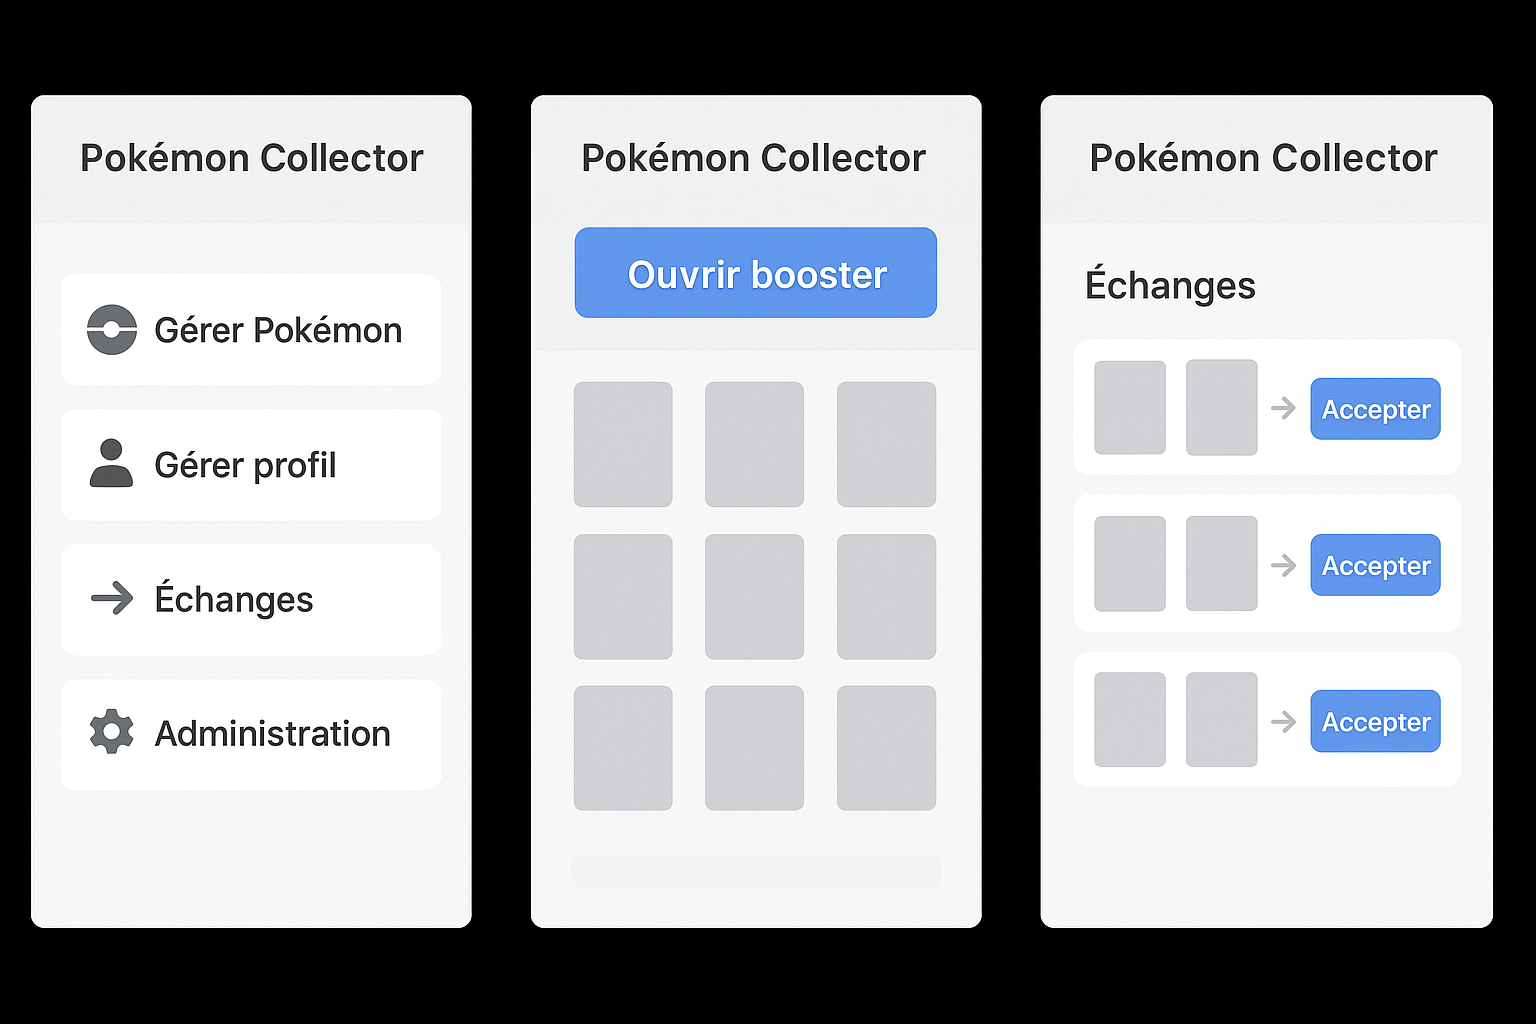 Pokémon Collector
Gérer Pokémon
Gérer profil
Échanges
Administration
Pokémon Collector
Ouvrir booster
Pokémon Collector
Échanges
Accepter
Accepter
Accepter